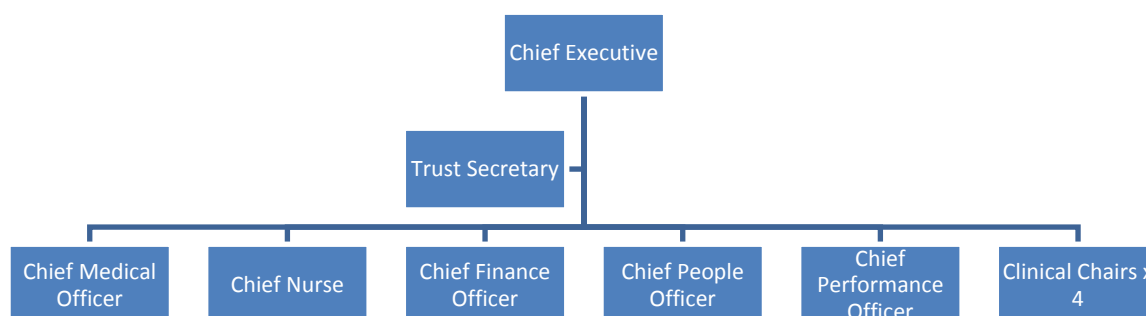 Chief Executive
Trust Secretary
Chief Medical
Officer
Chief Nurse
Chief Finance
Officer
Chief People
Officer
Chief
Performance
Officer
Clinical Chairs x
4